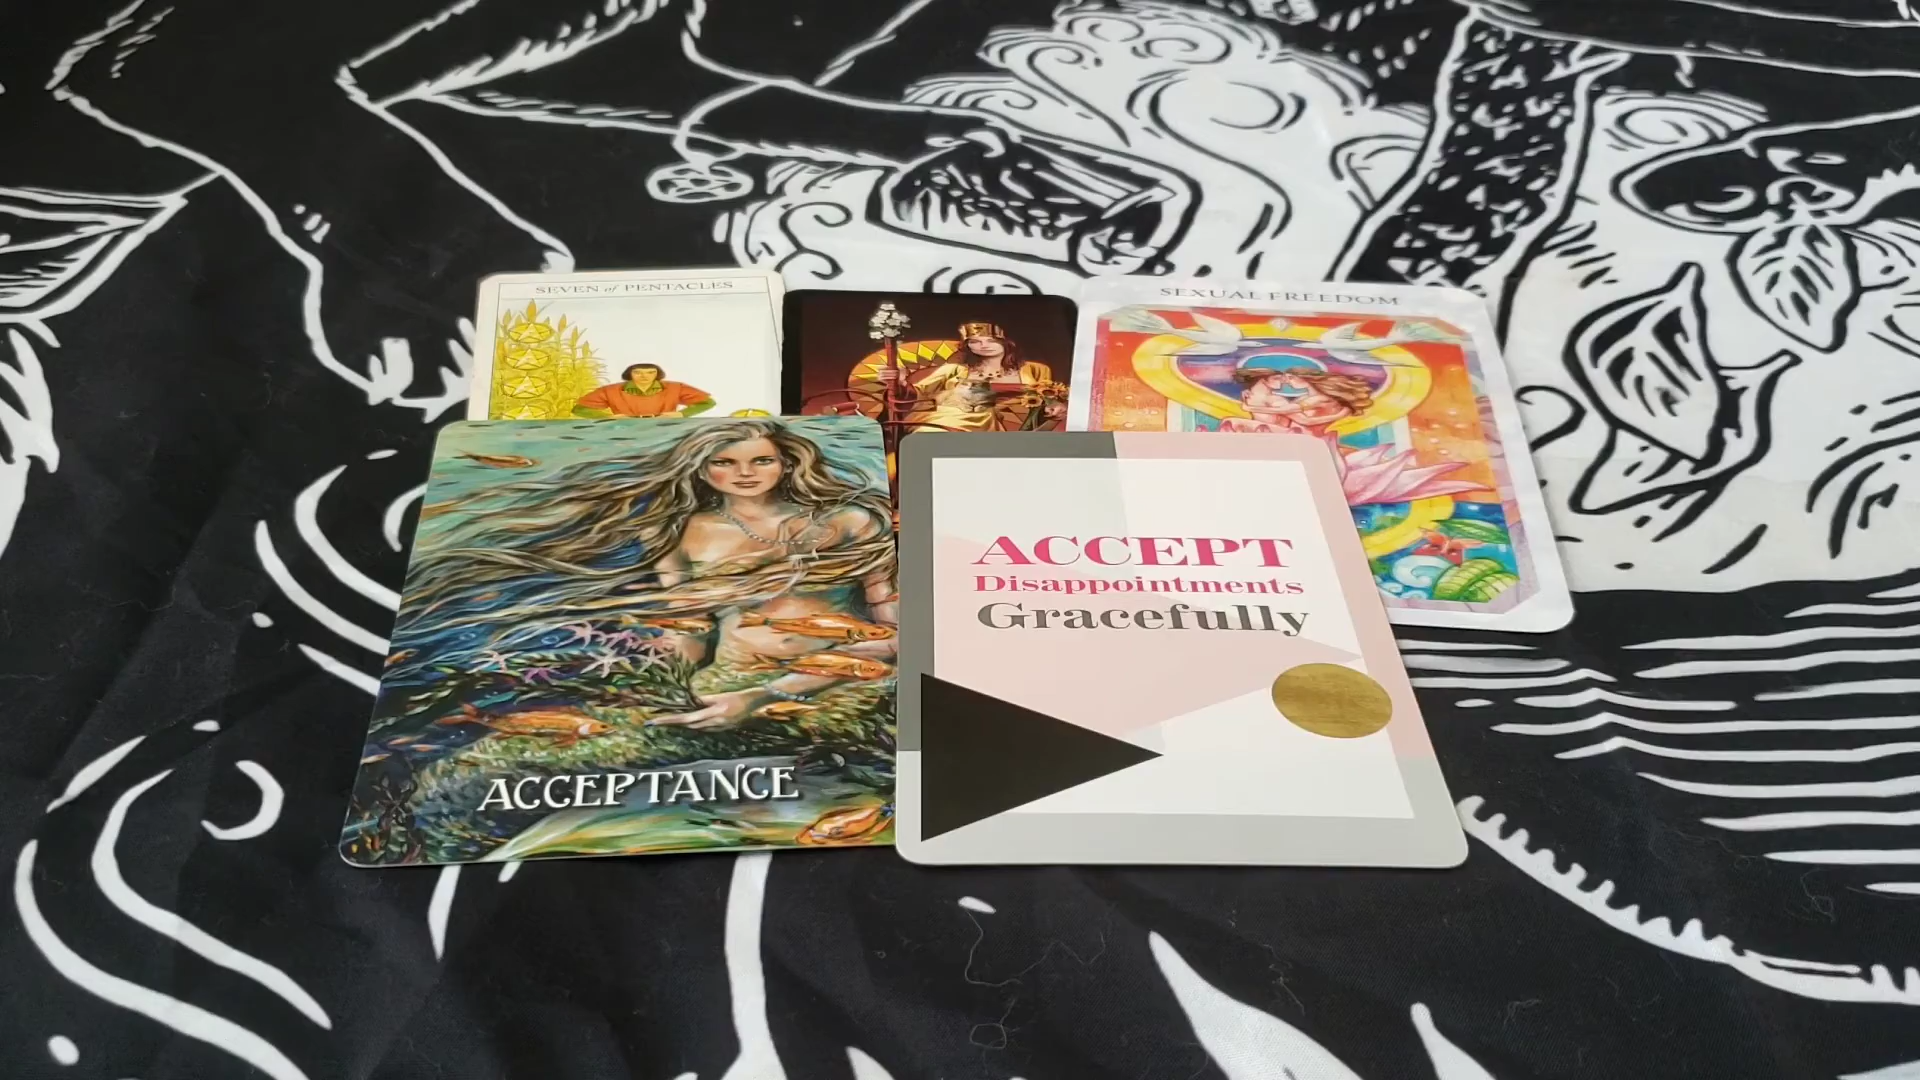 SEVEN of PENTACLES
SEXUAL FREEDOM
ACCEPTANCE
ACCEPT
Disappointments
Gracefully